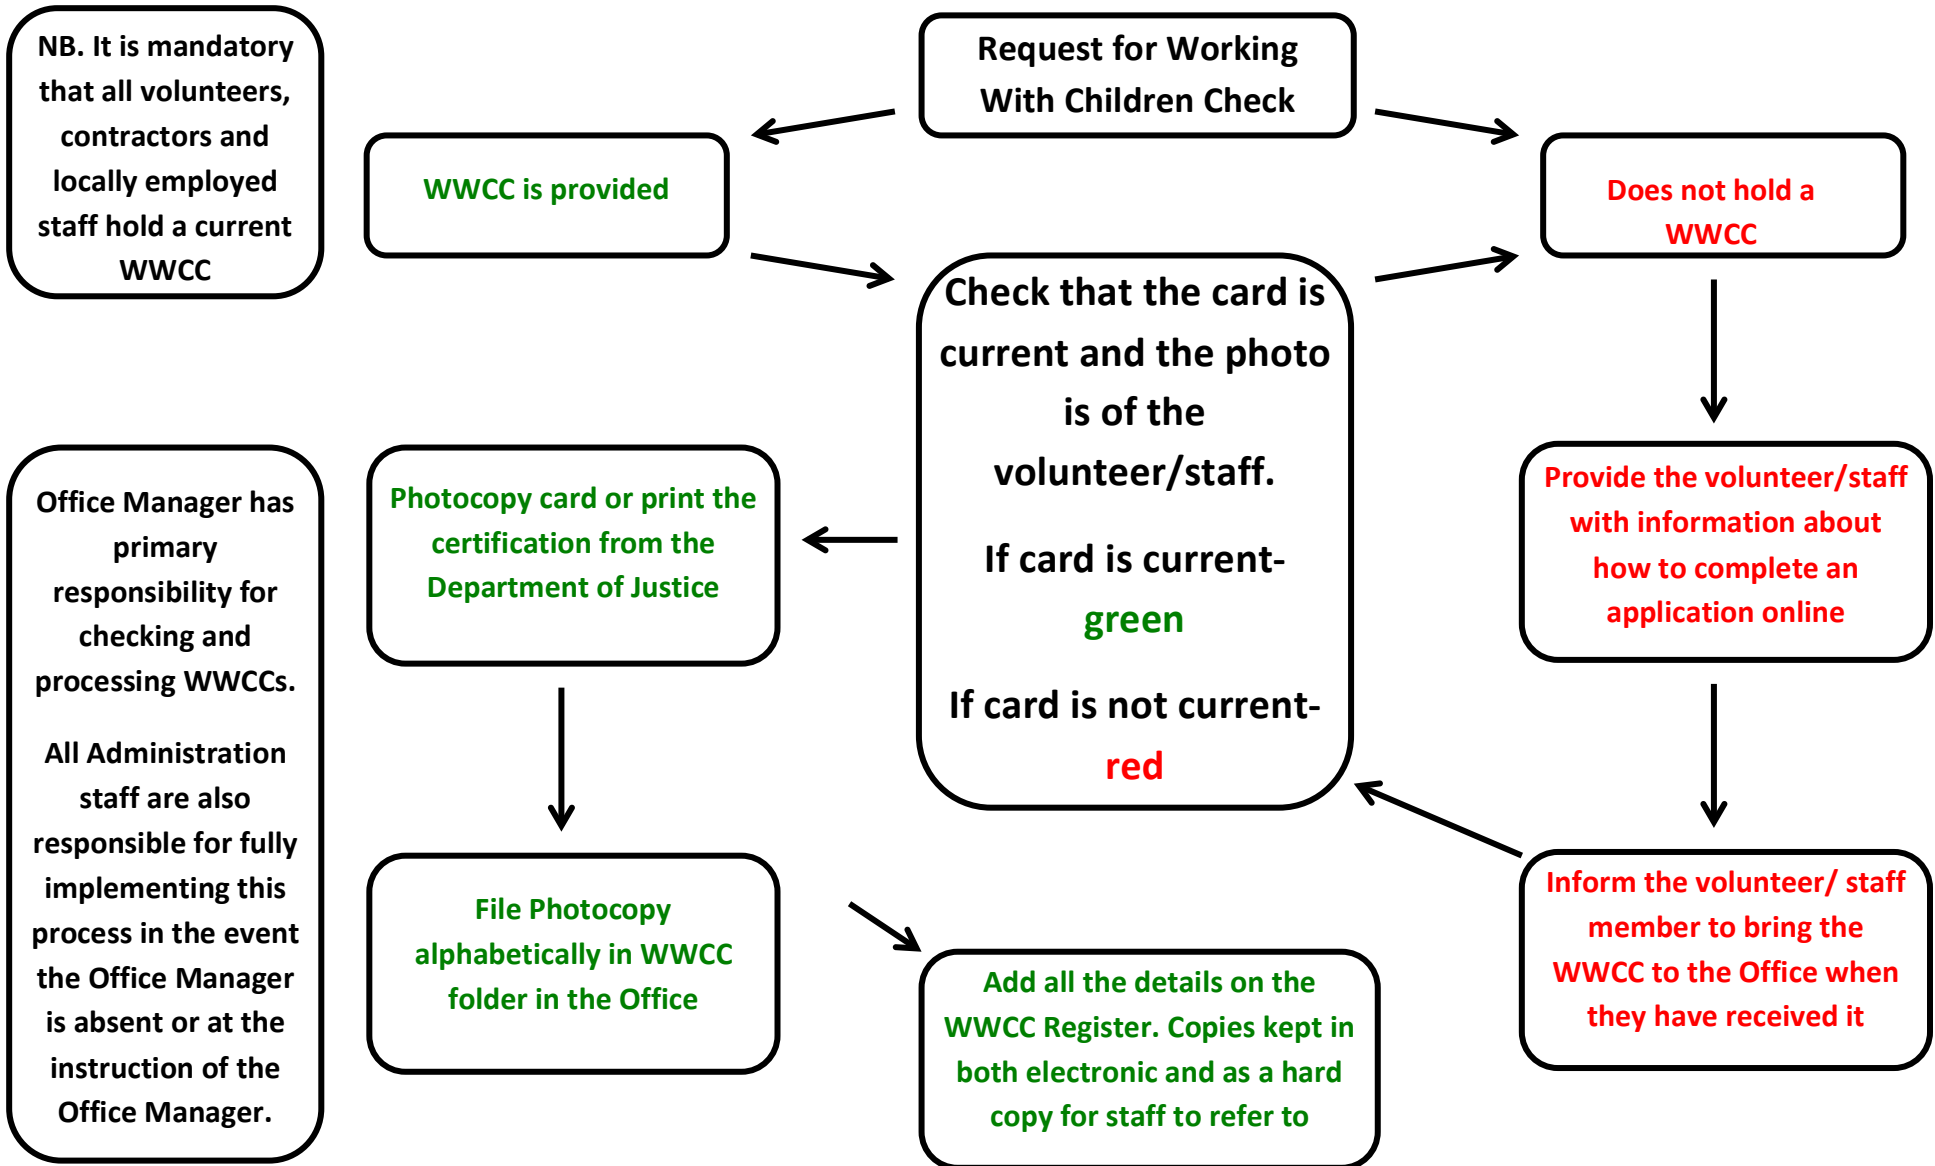 NB. It is mandatory
that all volunteers,
contractors and
locally employed
staff hold a current
WWCC
Request for Working
With Children Check
WWCC is provided
Does not hold a
WWCC
Check that the card is
current and the photo
is of the
volunteer/staff.
If card is current-
green
If card is not current-
red
Office Manager has
primary
responsibility for
checking and
processing WWCCs.
All Administration
staff are also
responsible for fully
implementing this
process in the event
the Office Manager
is absent or at the
instruction of the
Office Manager.
Photocopy card or print the
certification from the
Department of Justice
Provide the volunteer/staff
with information about
how to complete an
application online
File Photocopy
alphabetically in WWCC
folder in the Office
Add all the details on the
WWCC Register. Copies kept in
both electronic and as a hard
copy for staff to refer to
Inform the volunteer/ staff
member to bring the
WWCC to the Office when
they have received it